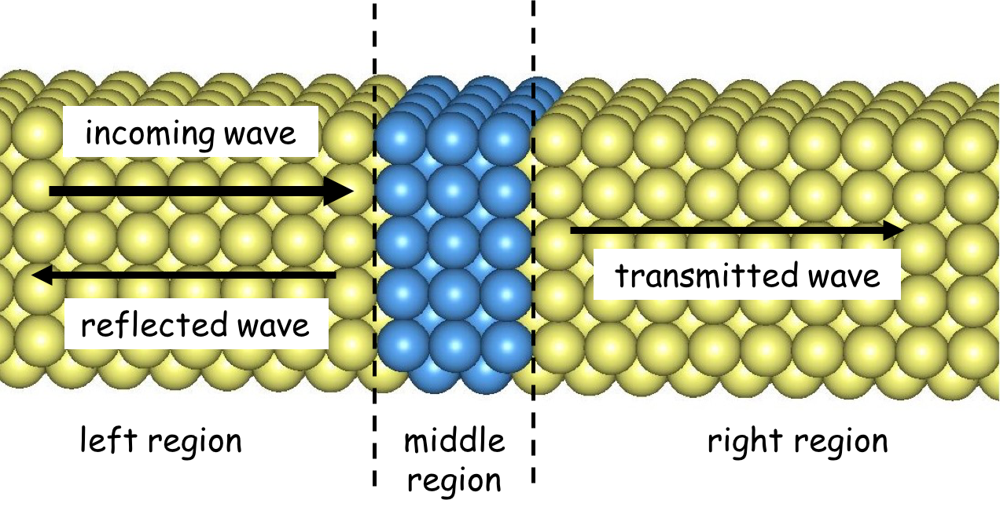 incoming wave
reflected wave
transmitted wave
left region
middle
region
right region